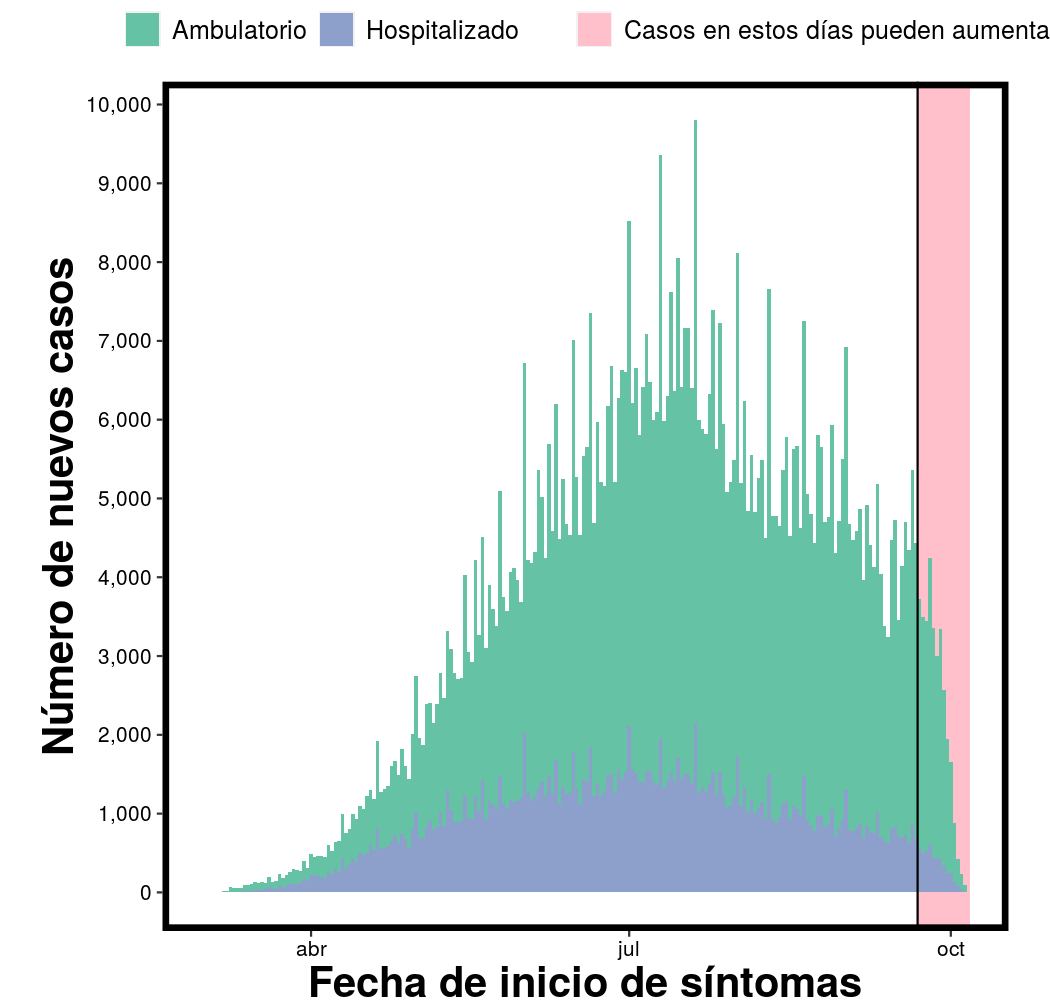 Ambulatorio Hospitalizado Casos en estos días pueden aumenta
10,000
9,000
8,000
7,000
6,000
5,000
4,000
3,000
2,000
1,000
0
Número de nuevos casos
abr jul oct
Fecha de inicio de síntomas